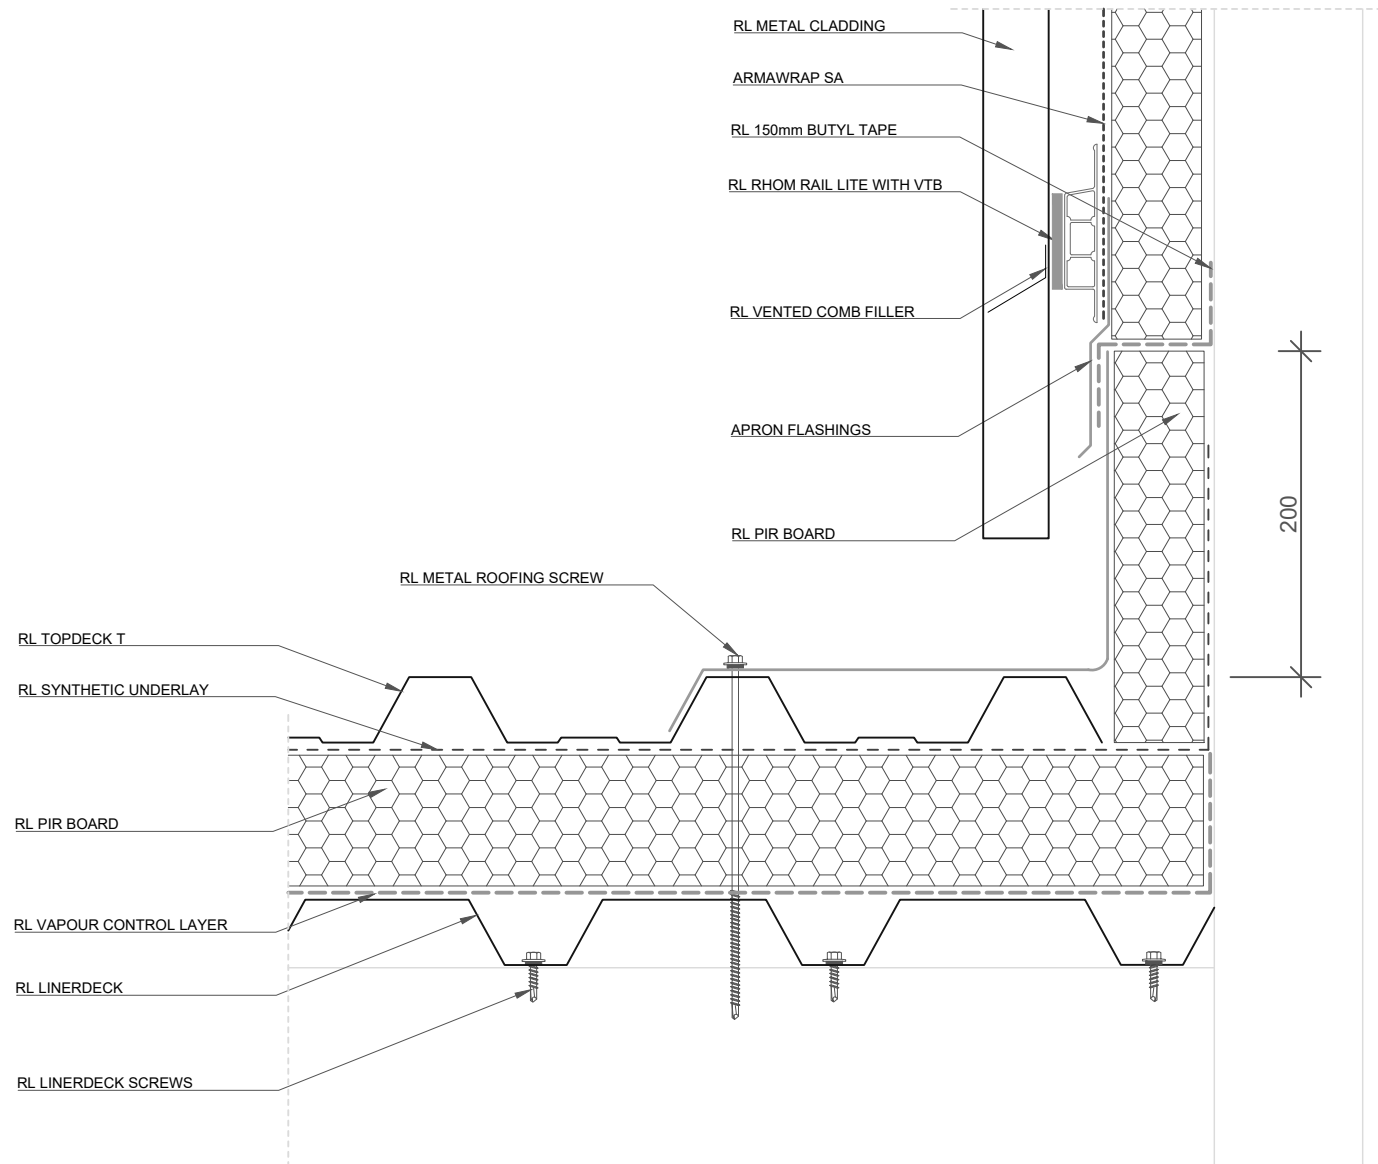 RL METAL CLADDING
ARMAWRAP SA
RL 150mm BUTYL TAPE
RL RHOM RAIL LITE WITH VTB
RL VENTED COMB FILLER
APRON FLASHINGS
200
RL PIR BOARD
RL METAL ROOFING SCREW
RL TOPDECK T
RL SYNTHETIC UNDERLAY
RL PIR BOARD
RL VAPOUR CONTROL LAYER
RL LINERDECK
RL LINERDECK SCREWS